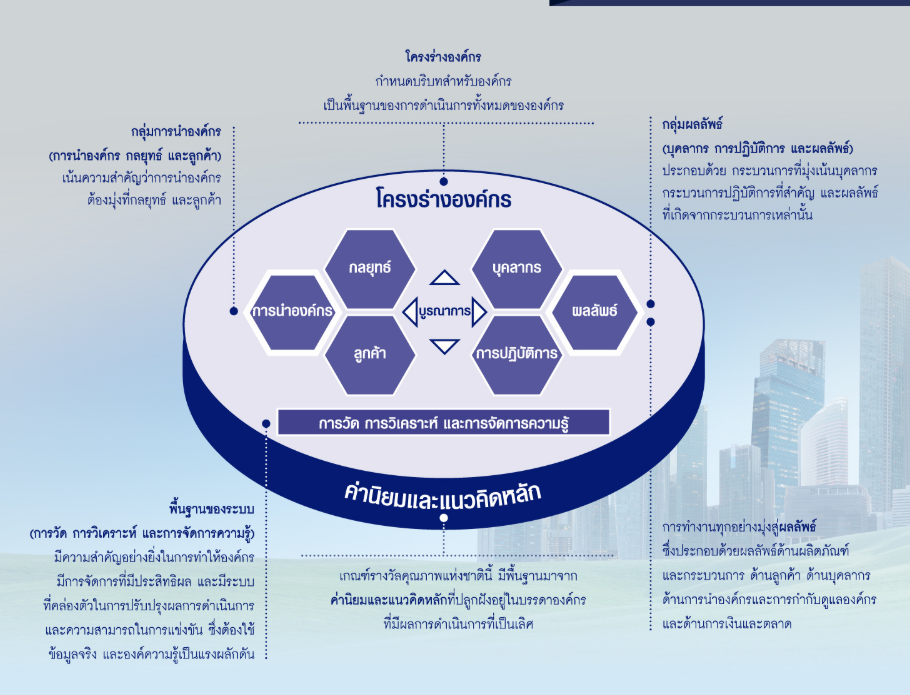 โครงร่างองค์กร
กำหนดบริบทสำหรับองค์กร
เป็นพื้นฐานของการดำเนินการทั้งหมดขององค์กร
กลุ่มการนำองค์กร
(การนำองค์กร กลยุทธ์ และลูกค้า)
เน้นความสำคัญว่าการนำองค์กร
ต้องมุ่งที่กลยุทธ์ และลูกค้า
กลุ่มผลลัพธ์
(บุคลากร การปฏิบัติการ และผลลัพธ์)
ประกอบด้วย กระบวนการที่มุ่งเน้นบุคลากร
กระบวนการปฏิบัติการที่สำคัญ และผลลัพธ์
ที่เกิดจากกระบวนการเหล่านั้น
โครงร่างองค์กร
กลยุทธ์
บุคลากร
การนำองค์กร
บูรณาการ
ผลลัพธ์
ลูกค้า
การปฏิบัติการ
การวัด การวิเคราะห์ และการจัดการความรู้
ค่านิยมและแนวคิดหลัก
พื้นฐานของระบบ
(การวัด การวิเคราะห์ และการจัดการความรู้)
มีความสำคัญอย่างยิ่งในการทำให้องค์กร
มีการจัดการที่มีประสิทธิผล และมีระบบ
ที่คล่องตัวในการปรับปรุงผลการดำเนินการ
และความสามารถในการแข่งขัน ซึ่งต้องใช้
ข้อมูลจริง และองค์ความรู้เป็นแรงผลักดัน
เกณฑ์รางวัลคุณภาพแห่งชาตินี้ มีพื้นฐานมาจาก
ค่านิยมและแนวคิดหลักที่ปลูกฝังอยู่ในบรรดาองค์กร
ที่มีผลการดำเนินการที่เป็นเลิศ
การทำงานทุกอย่างมุ่งสู่ผลลัพธ์
ซึ่งประกอบด้วยผลลัพธ์ด้านผลิตภัณฑ์
และกระบวนการ ด้านลูกค้า ด้านบุคลากร
ด้านการนำองค์กรและการกำกับดูแลองค์กร
และด้านการเงินและตลาด